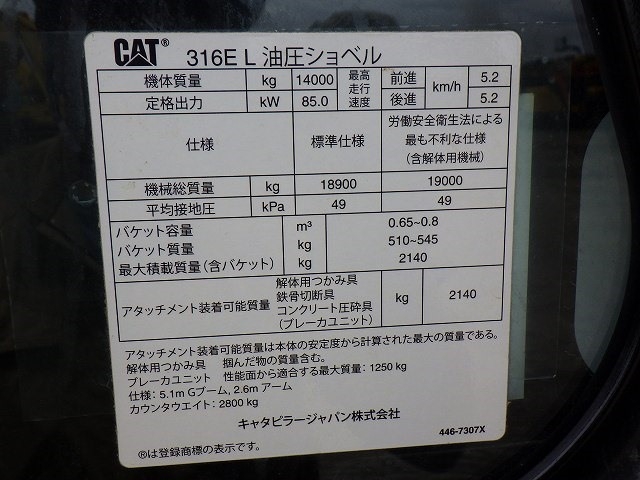 CAT® 316E L 油圧ショベル
機体質量 kg 14000 最高走行速度 前進 km/h 5.2
定格出力 kW 85.0 後進 5.2
仕様 標準仕様 労働安全衛生法による最も不利な仕様(含解体用機械)
機械総質量 kg 18900 19000
平均接地圧 kPa 49 49
バケット容量 m³ 0.65~0.8
バケット質量 kg 510~545
最大積載質量(含バケット) kg 2140
アタッチメント装着可能質量 解体用つかみ具 鉄骨切断具 コンクリート圧砕具 (ブレーカユニット) kg 2140
アタッチメント装着可能質量は本体の安定度から計算された最大の質量である。
解体用つかみ具 掴んだ物の質量含む。
ブレーカユニット 性能面から適合する最大質量: 1250 kg
仕様: 5.1m Gブーム, 2.6m アーム
カウンタウエイト: 2800 kg
キャタピラージャパン株式会社
446-7307X
®は登録商標の表示です。